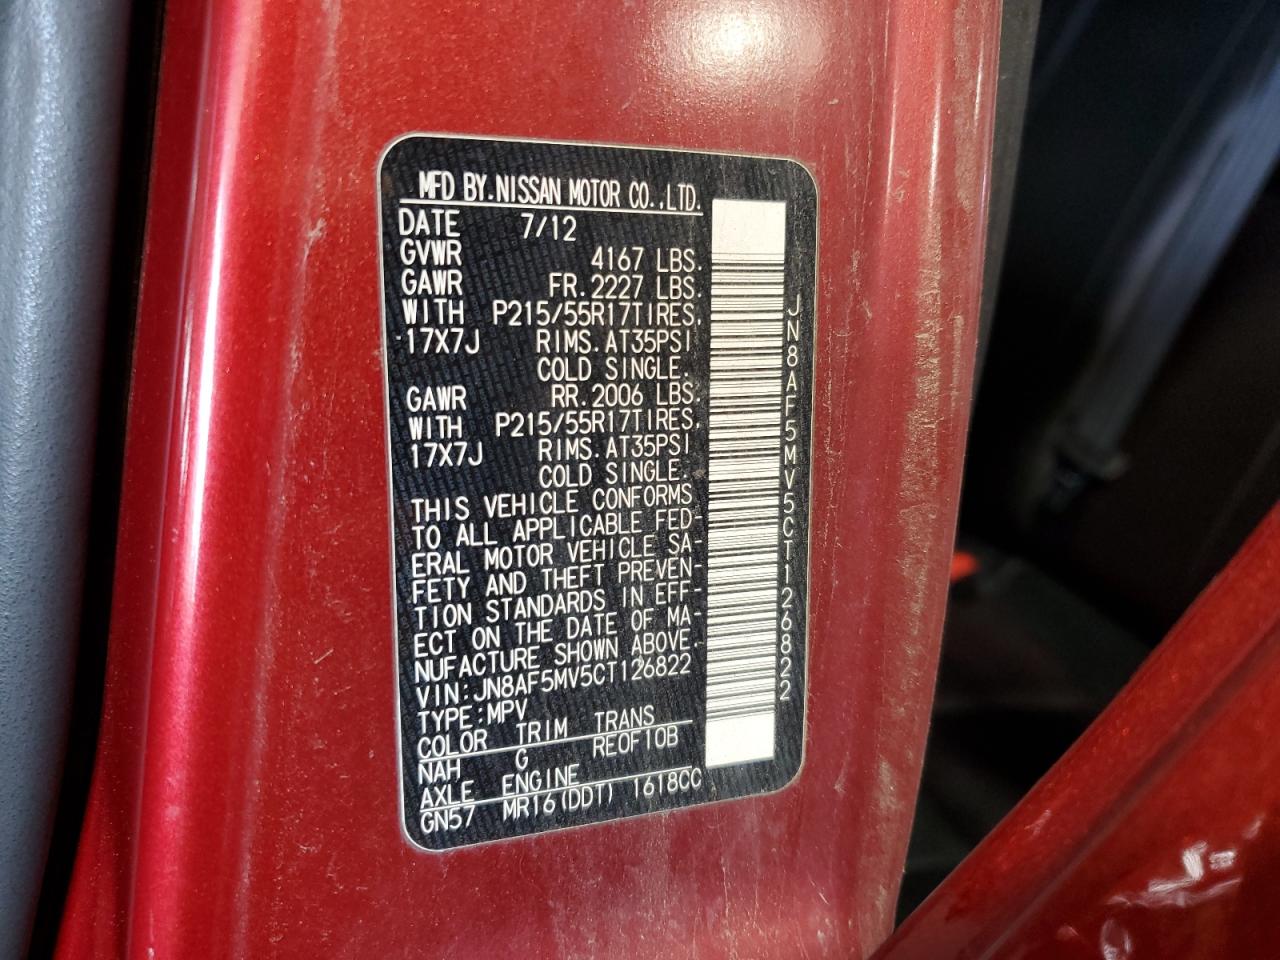 MFD BY.NISSAN MOTOR CO.,LTD.
DATE 7/12
GVWR 4167 LBS.
GAWR FR.2227 LBS.
WITH P215/55R17TIRES,
17X7J RIMS.AT35PSI
COLD SINGLE.
GAWR RR.2006 LBS.
WITH P215/55R17TIRES,
17X7J RIMS.AT35PSI
COLD SINGLE.
THIS VEHICLE CONFORMS
TO ALL APPLICABLE FED-
ERAL MOTOR VEHICLE SA-
FETY AND THEFT PREVEN-
TION STANDARDS IN EFF-
ECT ON THE DATE OF MA-
NUFACTURE SHOWN ABOVE.
VIN:JN8AF5MV5CT126822
TYPE:MPV
COLOR TRIM TRANS
NAH G REOF10B
AXLE ENGINE
GN57 MR16(DDT) 1618CC
JN8AF5MV5CT126822